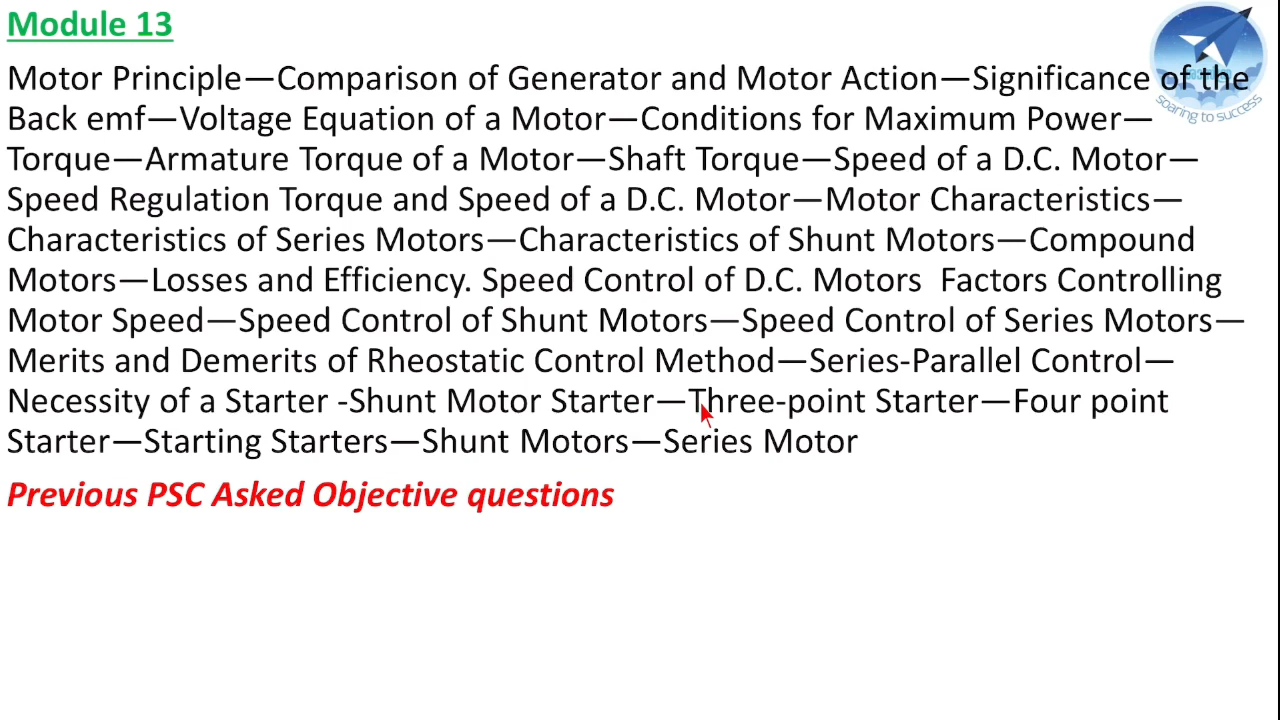 Module 13
Motor Principle—Comparison of Generator and Motor Action—Significance of the
Back emf—Voltage Equation of a Motor—Conditions for Maximum Power—
Torque—Armature Torque of a Motor—Shaft Torque—Speed of a D.C. Motor—
Speed Regulation Torque and Speed of a D.C. Motor—Motor Characteristics—
Characteristics of Series Motors—Characteristics of Shunt Motors—Compound
Motors—Losses and Efficiency. Speed Control of D.C. Motors  Factors Controlling
Motor Speed—Speed Control of Shunt Motors—Speed Control of Series Motors—
Merits and Demerits of Rheostatic Control Method—Series-Parallel Control—
Necessity of a Starter -Shunt Motor Starter—Three-point Starter—Four point
Starter—Starting Starters—Shunt Motors—Series Motor
Previous PSC Asked Objective questions
soaring to success